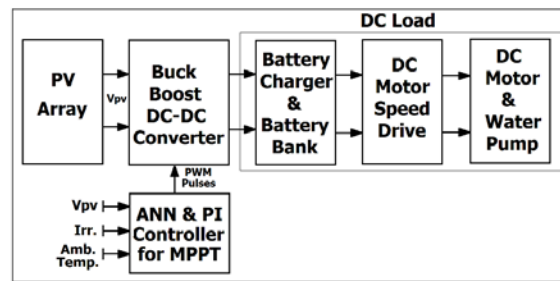 DC Load
PV
Array
Vpv
Buck
Boost
DC-DC
Converter
Battery
Charger
&
Battery
Bank
DC
Motor
Speed
Drive
DC
Motor
&
Water
Pump
PWM
Pulses
Vpv
Irr.
Amb.
Temp.
ANN & PI
Controller
for MPPT